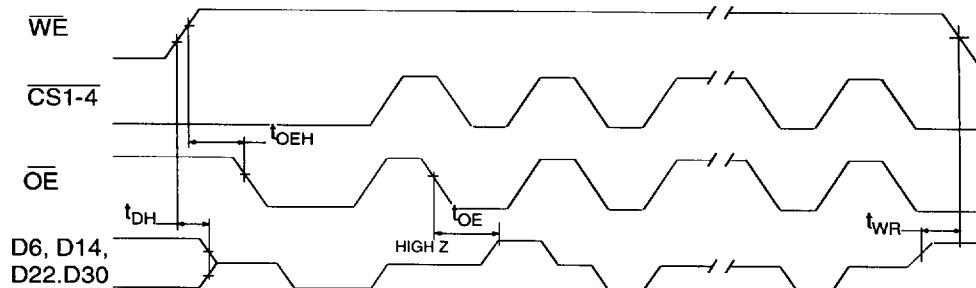 WE
CS1-4
tOEH
OE
tDH
tOE
tWR
HIGH Z
D6, D14,
D22.D30